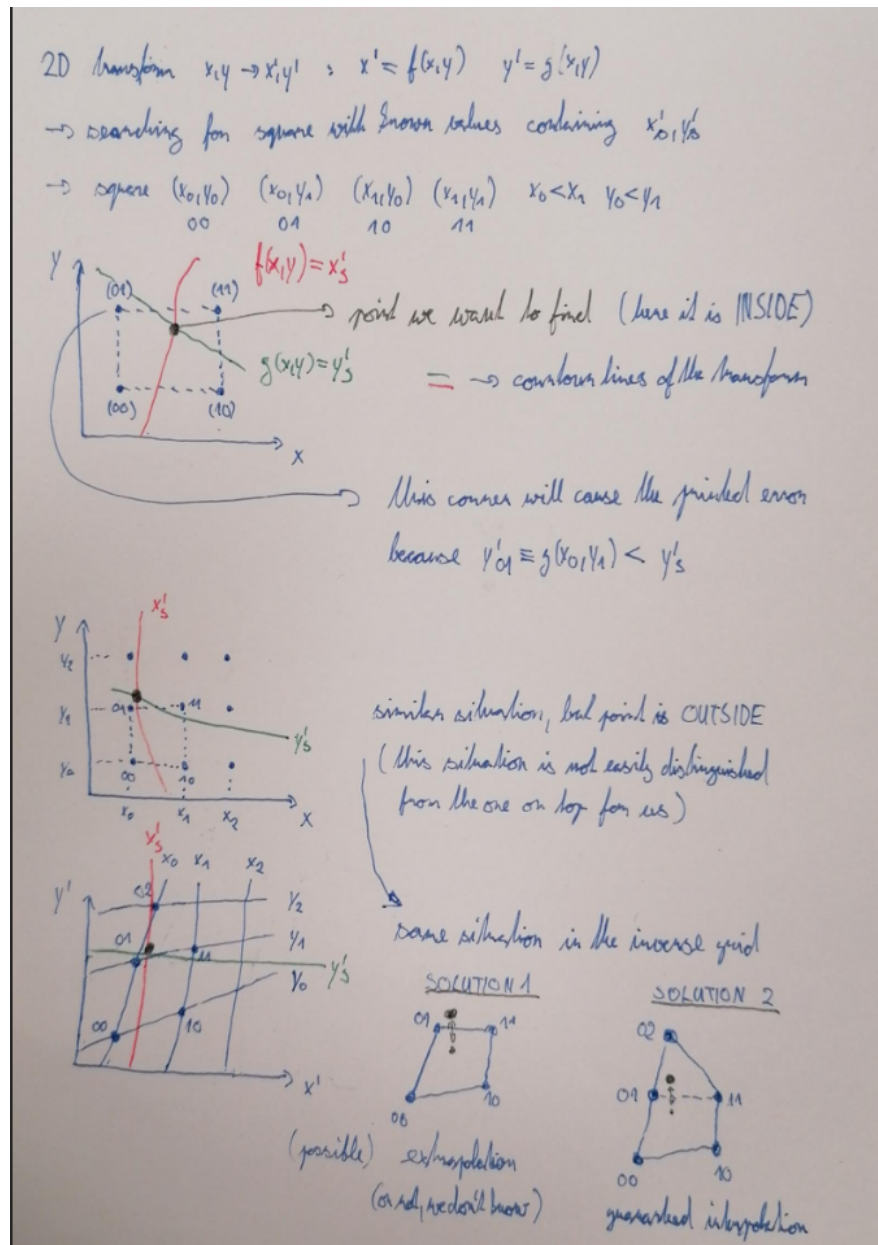 2D transform x,y → x',y' : x' = f(x,y) y' = g(x,y)
→ searching for square with known values containing x's, y's
→ square (x0,y0) (x0,y1) (x1,y0) (x1,y1) x0<x1 y0<y1
00 01 10 11
Y
f(x,y) = x's
(01) (11)
→ point we want to find (here it is INSIDE)
g(x,y) = y's
= → contour lines of the transform
(00) (10)
X
this corner will cause the printed error
because y'01 ≡ g(x0,y1) < y's
x's
Y
y2
y1 01 11
y's
y0 00 10
x0 x1 x2 X
similar situation, but point is OUTSIDE
(this situation is not easily distinguished
from the one on top for us)
x's x0 x1 x2
Y'
02 y2
01 y1
11 y's
y0
00 10
X'
same situation in the inverse grid
SOLUTION 1
01 11
00 10
(possible) extrapolation
(or not, we don't know)
SOLUTION 2
02
01 11
00 10
guaranteed interpolation